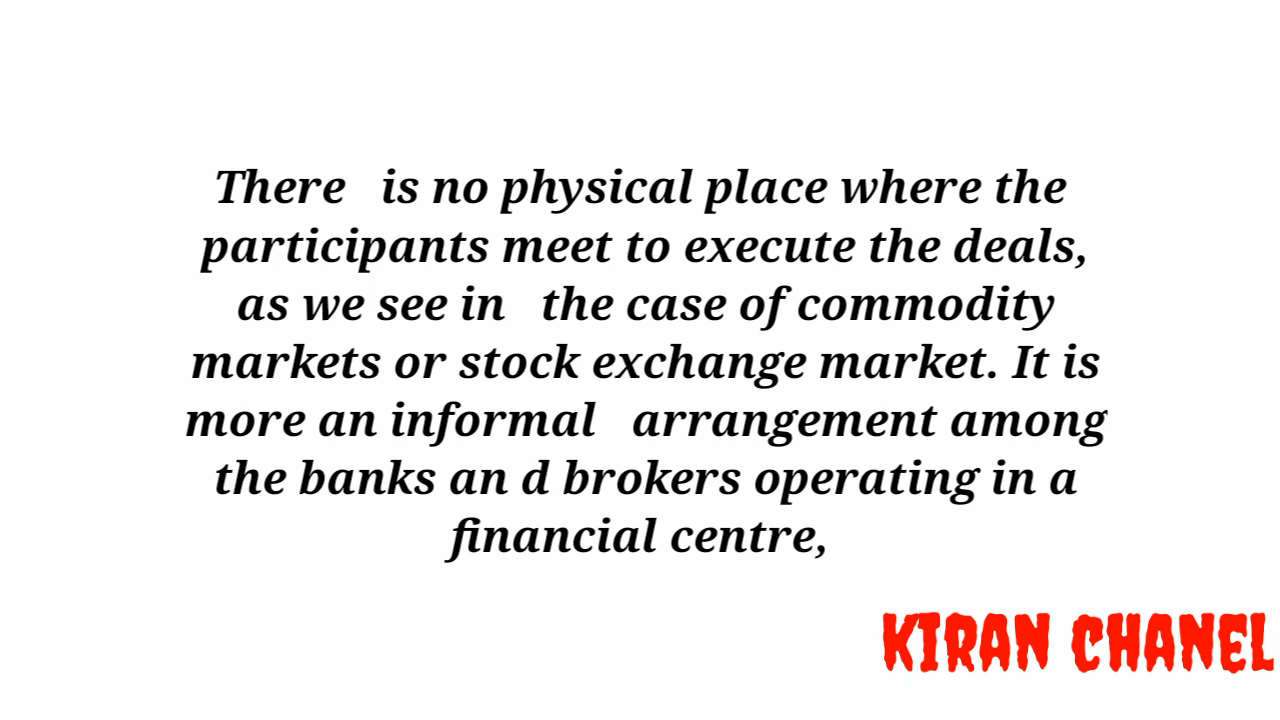 There is no physical place where the
participants meet to execute the deals,
as we see in the case of commodity
markets or stock exchange market. It is
more an informal arrangement among
the banks an d brokers operating in a
financial centre,
KIRAN CHANEL